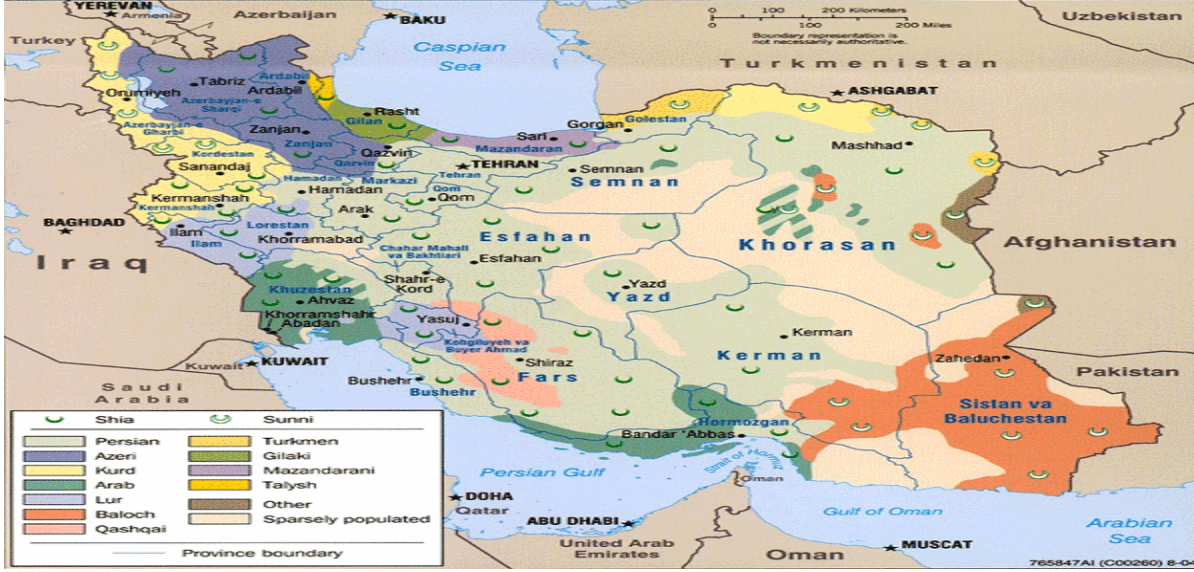 YEREVAN
Armenia
Azerbaijan
BAKU
Turkey
Caspian
Sea
0 100 200 Kilometers
0 100 200 Miles
Boundary representation is
not necessarily authoritative.
Uzbekistan
Turkmenistan
ASHGABAT
Tabriz
Ardabil
Ardabil
Orumiyeh
Azerbayjan-e
Sharqi
Rasht
Gilan
Azerbayjan-e
Gharbi
Zanjan
Zanjan
Kordestan
Qazvin
Qazvin
Sari
Mazandaran
Gorgan
Golestan
Mashhad
Sanandaj
Hamadan
Hamadan
Markazi
Tehran
TEHRAN
Semnan
Semnan
Qom
Qom
Kermanshah
Kermanshah
Arak
BAGHDAD
Ilam
Ilam
Lorestan
Khorramabad
Chahar Mahall
va Bakhtiari
Esfahan
Esfahan
Khorasan
Afghanistan
Iraq
Shahr-e
Kord
Yazd
Yazd
Khuzestan
Ahvaz
Khorramshahr
Abadan
Yasuj
Kohgiluyeh va
Buyer Ahmad
Kerman
Kerman
Kuwait
KUWAIT
Shiraz
Fars
Zahedan
Pakistan
Saudi
Arabia
Bushehr
Bushehr
Sistan va
Baluchestan
Hormozgan
Bandar 'Abbas
Strait of Hormuz
Oman
Persian Gulf
DOHA
Qatar
ABU DHABI
United Arab
Emirates
Gulf of Oman
Oman
MUSCAT
Arabian
Sea
Shia
Sunni
Persian
Turkmen
Azeri
Gilaki
Kurd
Mazandarani
Arab
Talysh
Lur
Other
Baloch
Sparsely populated
Qashqai
Province boundary
765847AI (C00260) 8-04